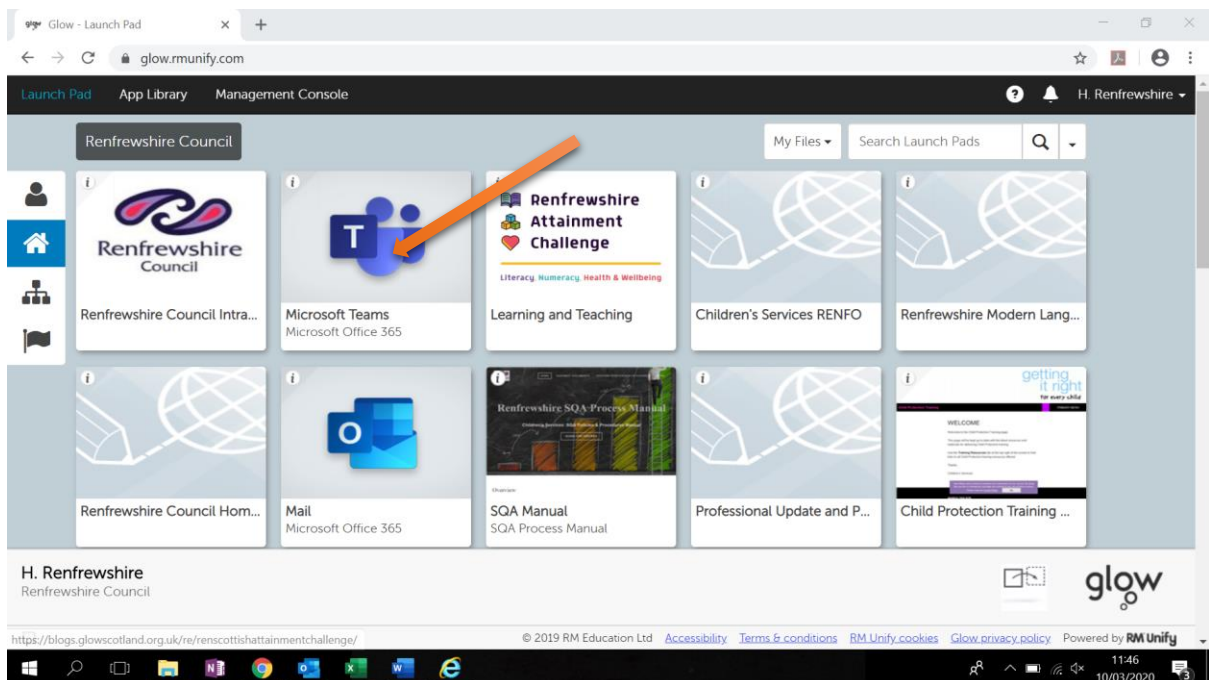 Glow - Launch Pad
glow.rmunify.com
Launch Pad App Library Management Console H. Renfrewshire
Renfrewshire Council My Files Search Launch Pads
Renfrewshire
Council
Renfrewshire Council Intra...
T
Microsoft Teams
Microsoft Office 365
Renfrewshire
Attainment
Challenge
Literacy, Numeracy, Health & Wellbeing
Learning and Teaching
Children's Services RENFO
Renfrewshire Modern Lang...
Renfrewshire Council Hom...
O
Mail
Microsoft Office 365
Renfrewshire SQA Process Manual
SQA Manual
SQA Process Manual
Professional Update and P...
getting
it right
for every child
WELCOME
Child Protection Training ...
H. Renfrewshire
Renfrewshire Council
glow
https://blogs.glowscotland.org.uk/re/renscottishattainmentchallenge/
© 2019 RM Education Ltd Accessibility Terms & conditions RM Unify cookies Glow privacy policy Powered by RM Unify
11:46
10/03/2020